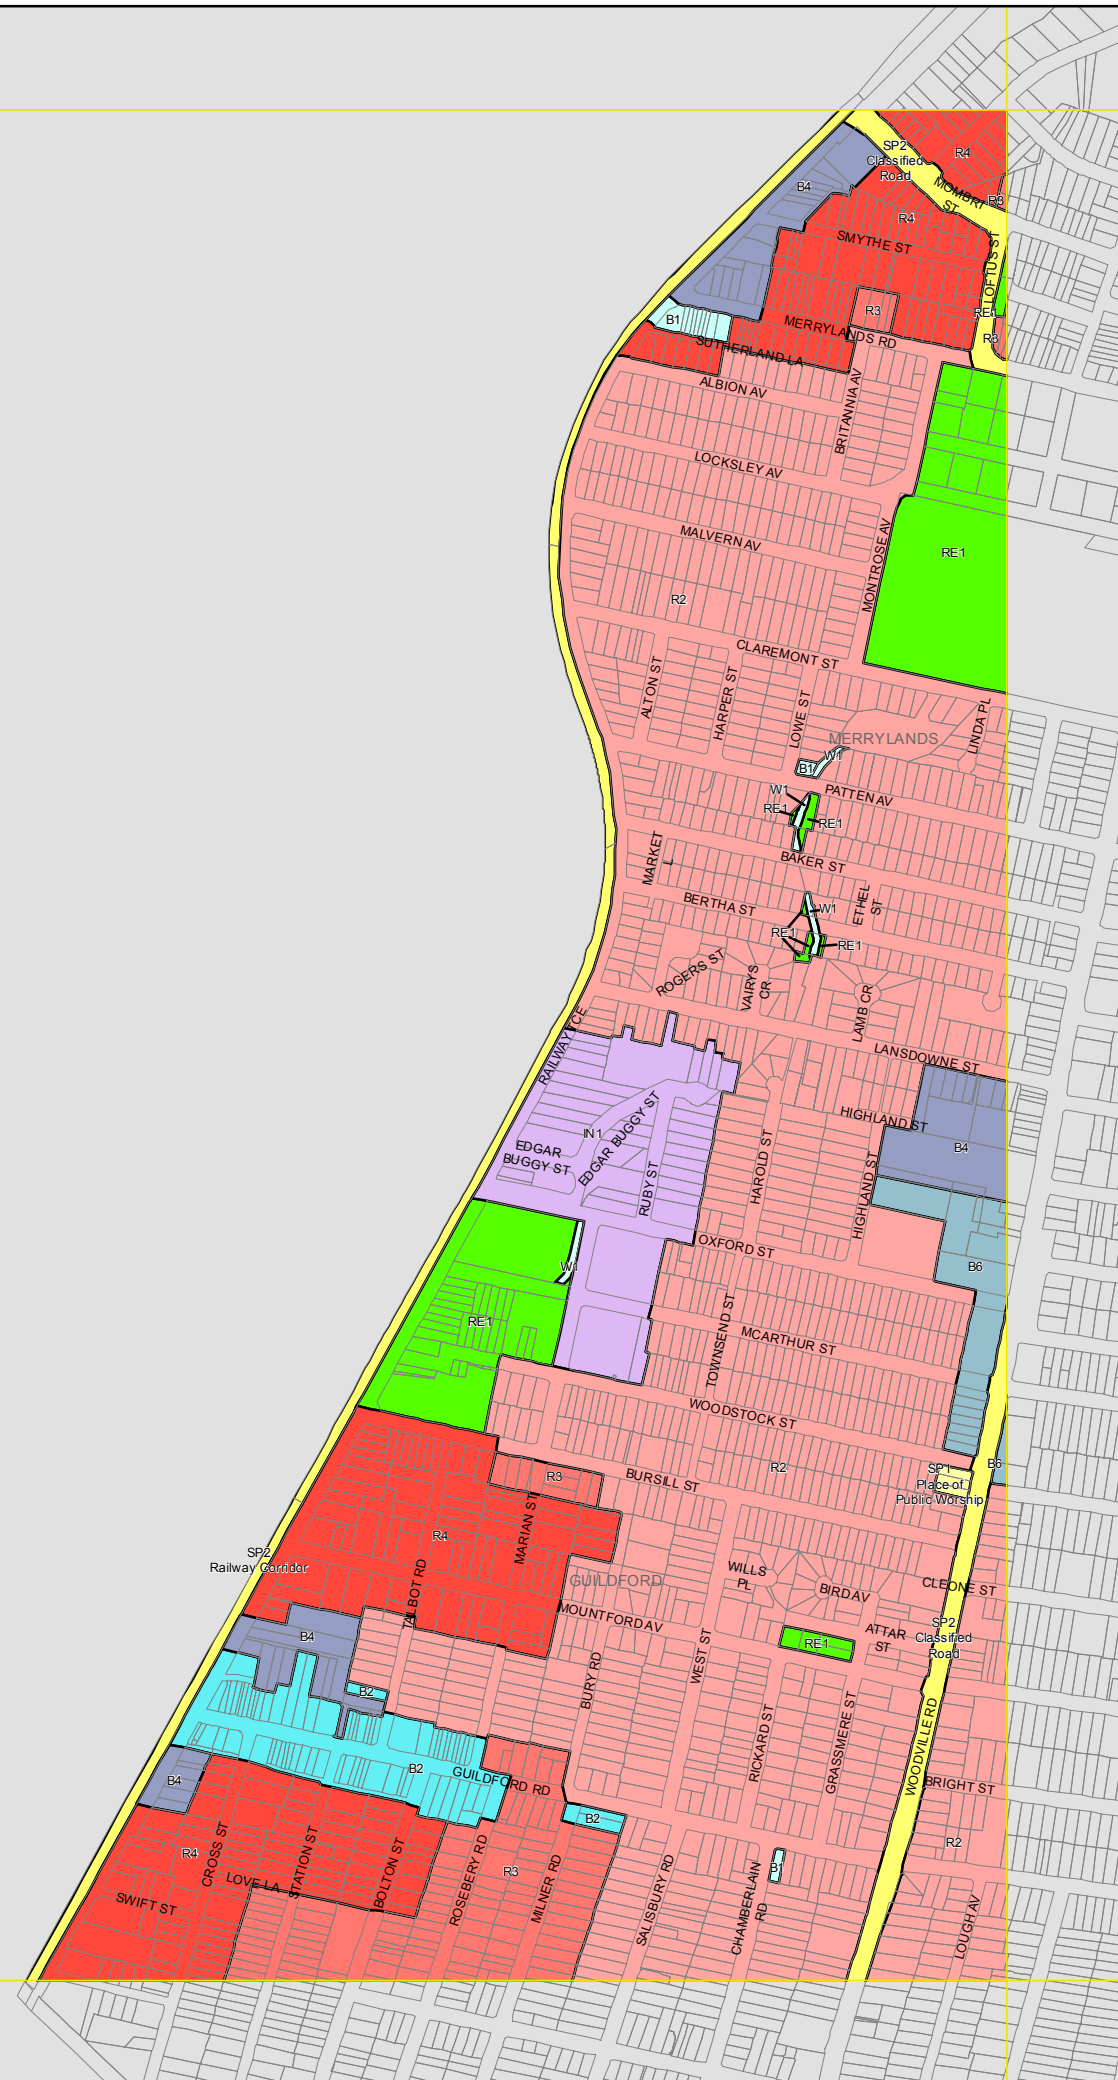 SP2
Classified
Road
R4
B4
MOMBRI
ST
R3
R4
SMYTHE ST
LOFTUS ST
R3
RE1
B1
MERRYLANDS RD
R3
SUTHERLAND LA
ALBION AV
BRITANNIA AV
LOCKSLEY AV
MALVERN AV
RE1
MONTROSE AV
R2
CLAREMONT ST
ALTON ST
HARPER ST
LOWE ST
LINDA PL
MERRYLANDS
W1
B1
W1
PATTEN AV
RE1
RE1
MARKET
L
BAKER ST
ETHEL
ST
BERTHA ST
W1
RE1
RE1
ROGERS ST
VAIRYS
CR
LAMB CR
RAILWAY TCE
LANSDOWNE ST
HIGHLAND ST
IN1
EDGAR BUGGY ST
EDGAR
BUGGY ST
B4
HAROLD ST
RUBY ST
HIGHLAND ST
OXFORD ST
W1
B6
RE1
TOWNSEND ST
MCARTHUR ST
WOODSTOCK ST
B6
R2
SP1
Place of
Public Worship
R3
BURSILL ST
MARIAN ST
R4
SP2
Railway Corridor
GUILDFORD
WILLS
PL
BIRD AV
CLEONE ST
TALBOT RD
MOUNTFORD AV
SP2
Classified
Road
B4
RE1
ATTAR
ST
WEST ST
BURY RD
B2
RICKARD ST
GRASSMERE ST
WOODVILLE RD
B2
GUILDFORD RD
B4
BRIGHT ST
B2
R2
R4
CROSS ST
STATION ST
BOLTON ST
ROSEBERY RD
R3
MILNER RD
B1
LOVE LA
SWIFT ST
SALISBURY RD
CHAMBERLAIN
RD
LOUGH AV